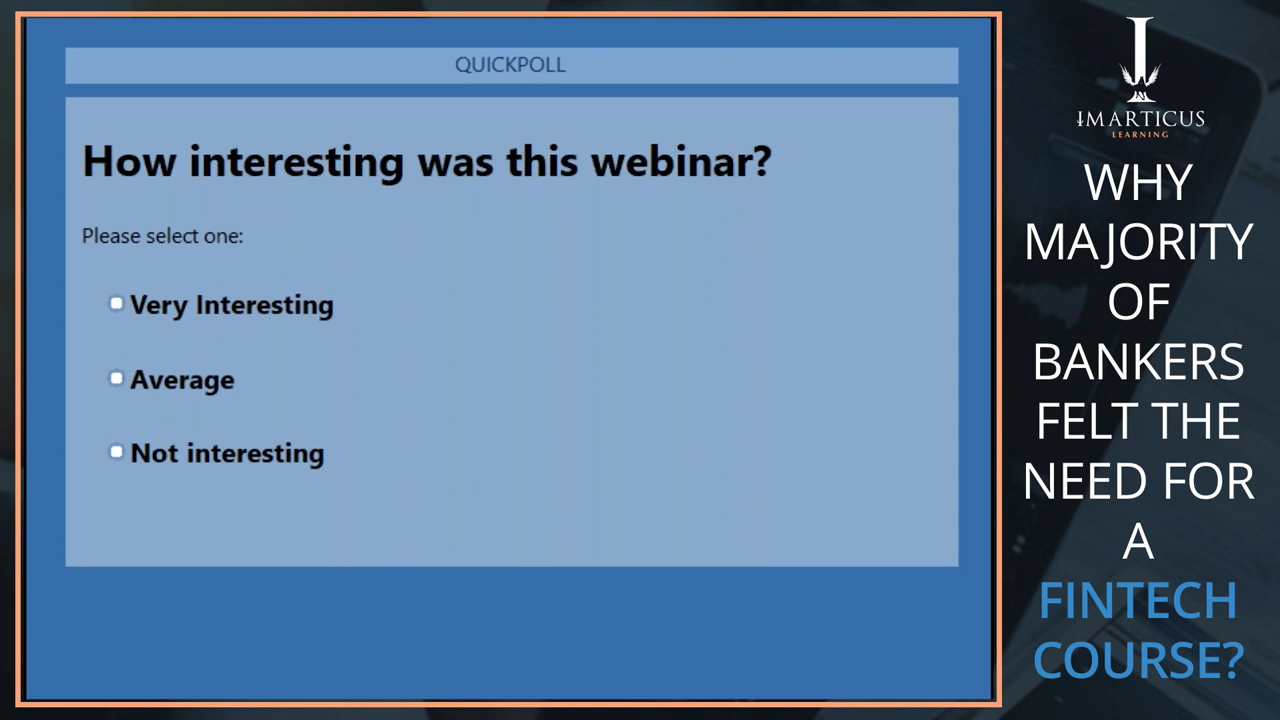 QUICKPOLL
How interesting was this webinar?
Please select one:
Very Interesting
Average
Not interesting
IMARTICUS
LEARNING
WHY
MAJORITY
OF
BANKERS
FELT THE
NEED FOR
A
FINTECH
COURSE?